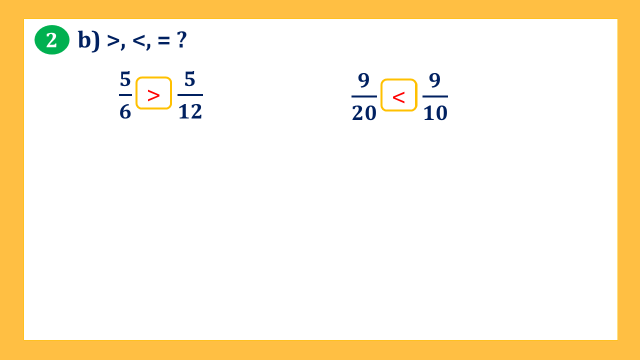 2 b) >, <, = ?
5/6 > 5/12 9/20 < 9/10